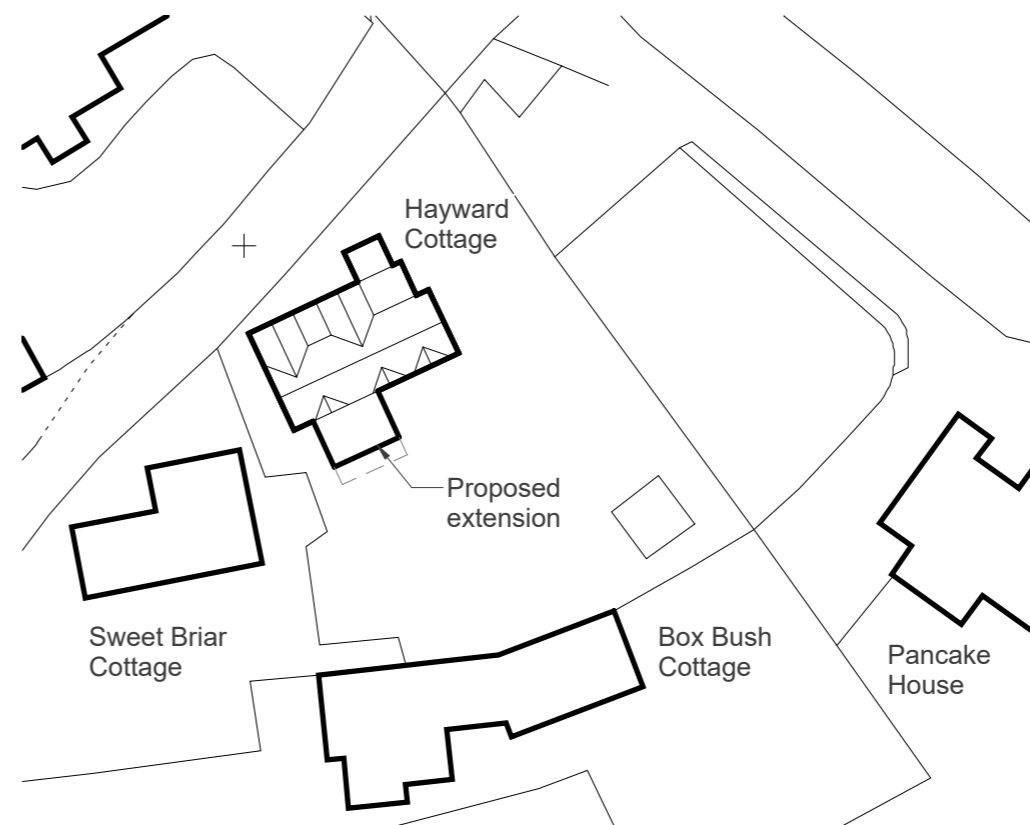 Hayward
Cottage
Proposed
extension
Sweet Briar
Cottage
Box Bush
Cottage
Pancake
House